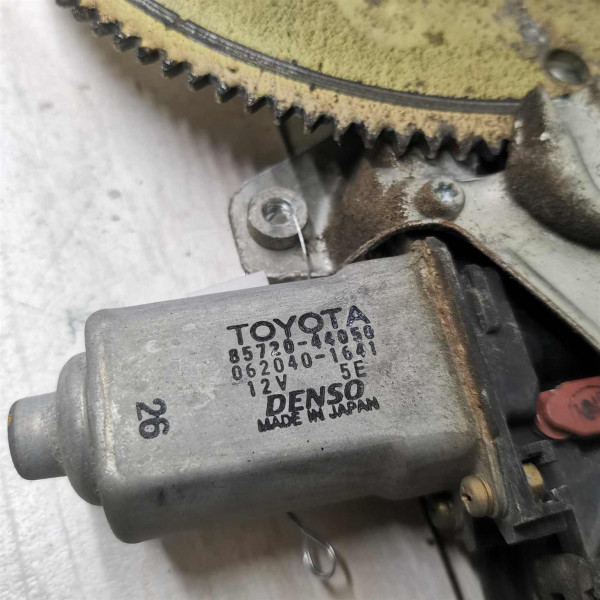 TOYOTA
85720-44050
062040-1641
12V 5E
DENSO
MADE IN JAPAN
26